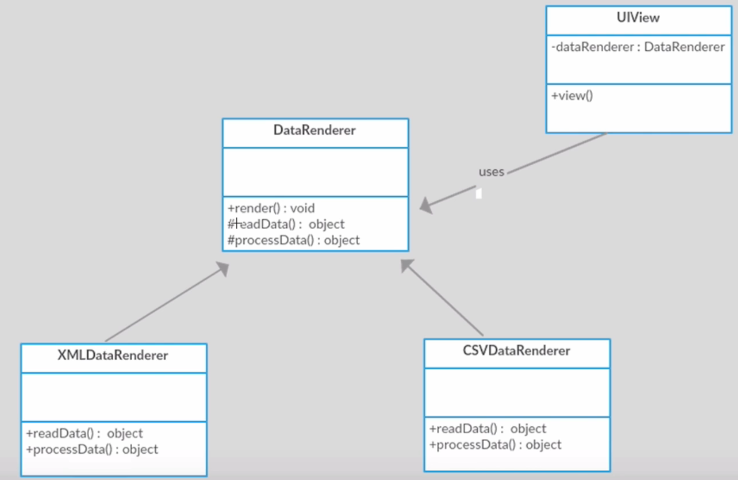 UIView
-dataRenderer : DataRenderer
+view()
uses
DataRenderer
+render() : void
#readData() : object
#processData() : object
XMLDataRenderer
+readData() : object
+processData() : object
CSVDataRenderer
+readData() : object
+processData() : object